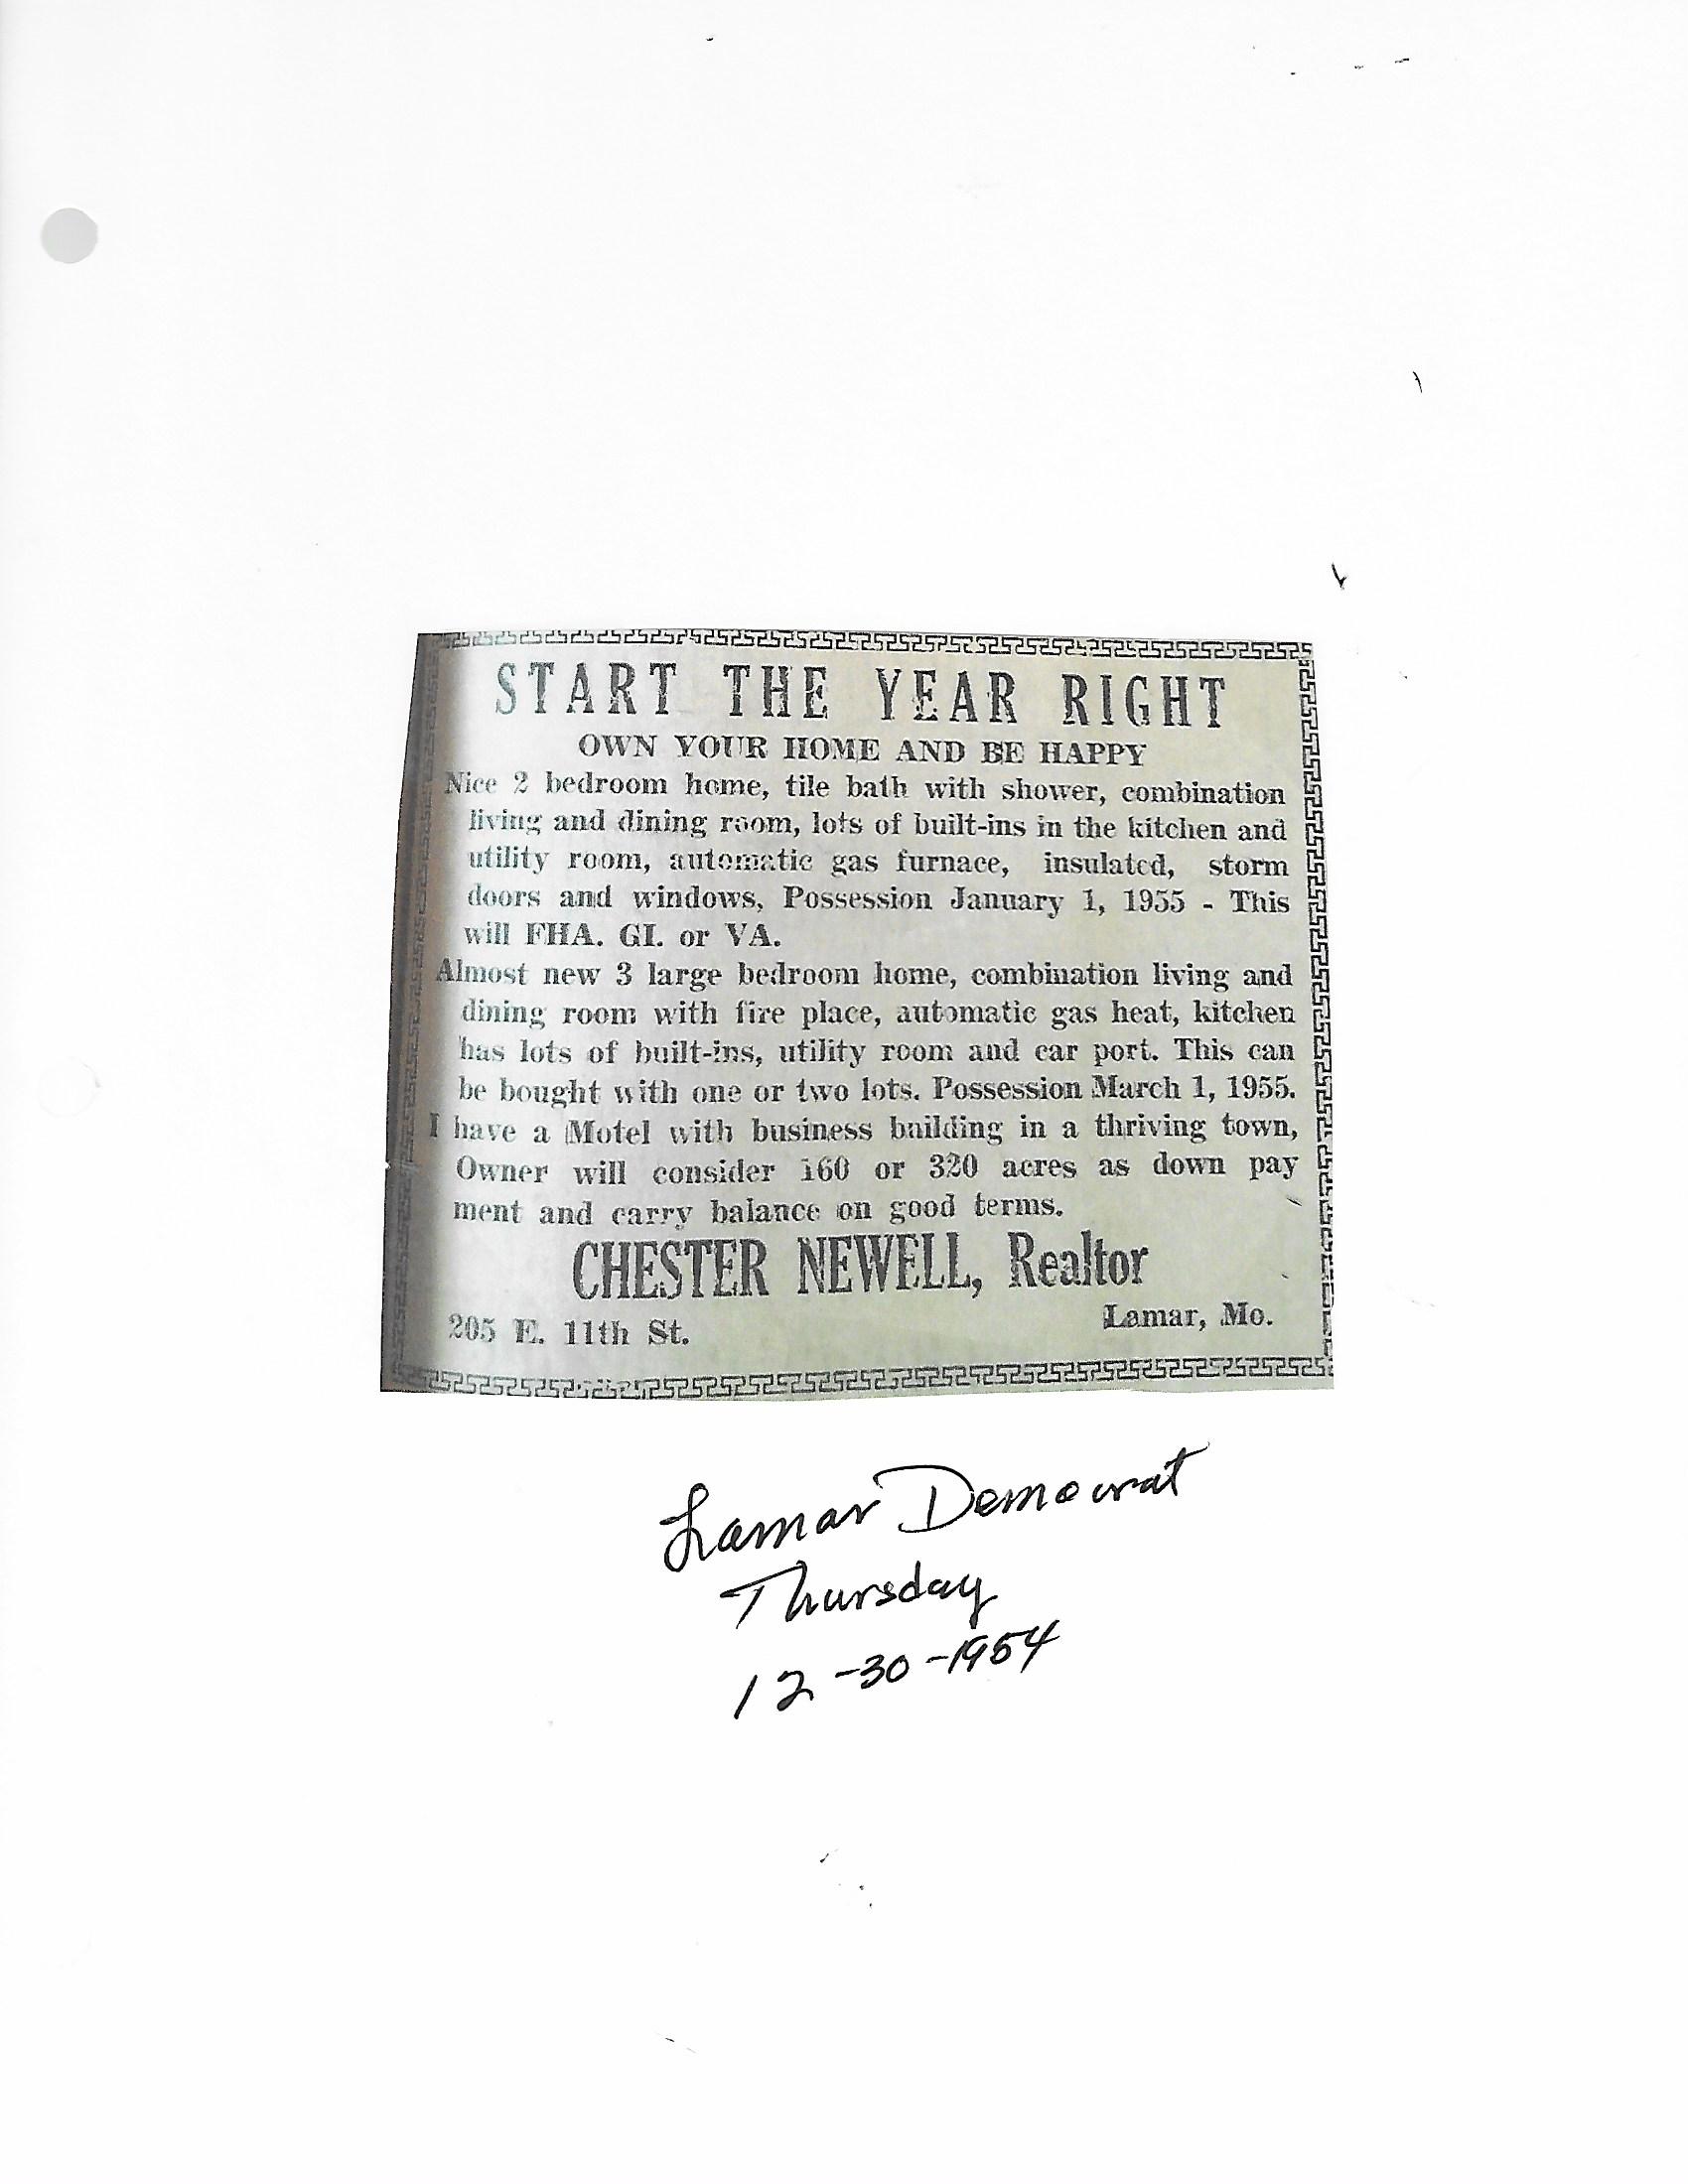 START THE YEAR RIGHT
OWN YOUR HOME AND BE HAPPY
Nice 2 bedroom home, tile bath with shower, combination
living and dining room, lots of built-ins in the kitchen and
utility room, automatic gas furnace, insulated, storm
doors and windows, Possession January 1, 1955 - This
will FHA. GI. or VA.
Almost new 3 large bedroom home, combination living and
dining room with fire place, automatic gas heat, kitchen
has lots of built-ins, utility room and car port. This can
be bought with one or two lots. Possession March 1, 1955.
I have a Motel with business building in a thriving town,
Owner will consider 160 or 320 acres as down pay
ment and carry balance on good terms.
CHESTER NEWELL, Realtor
205 E. 11th St. Lamar, Mo.
Lamar Democrat
Thursday
12-30-1954